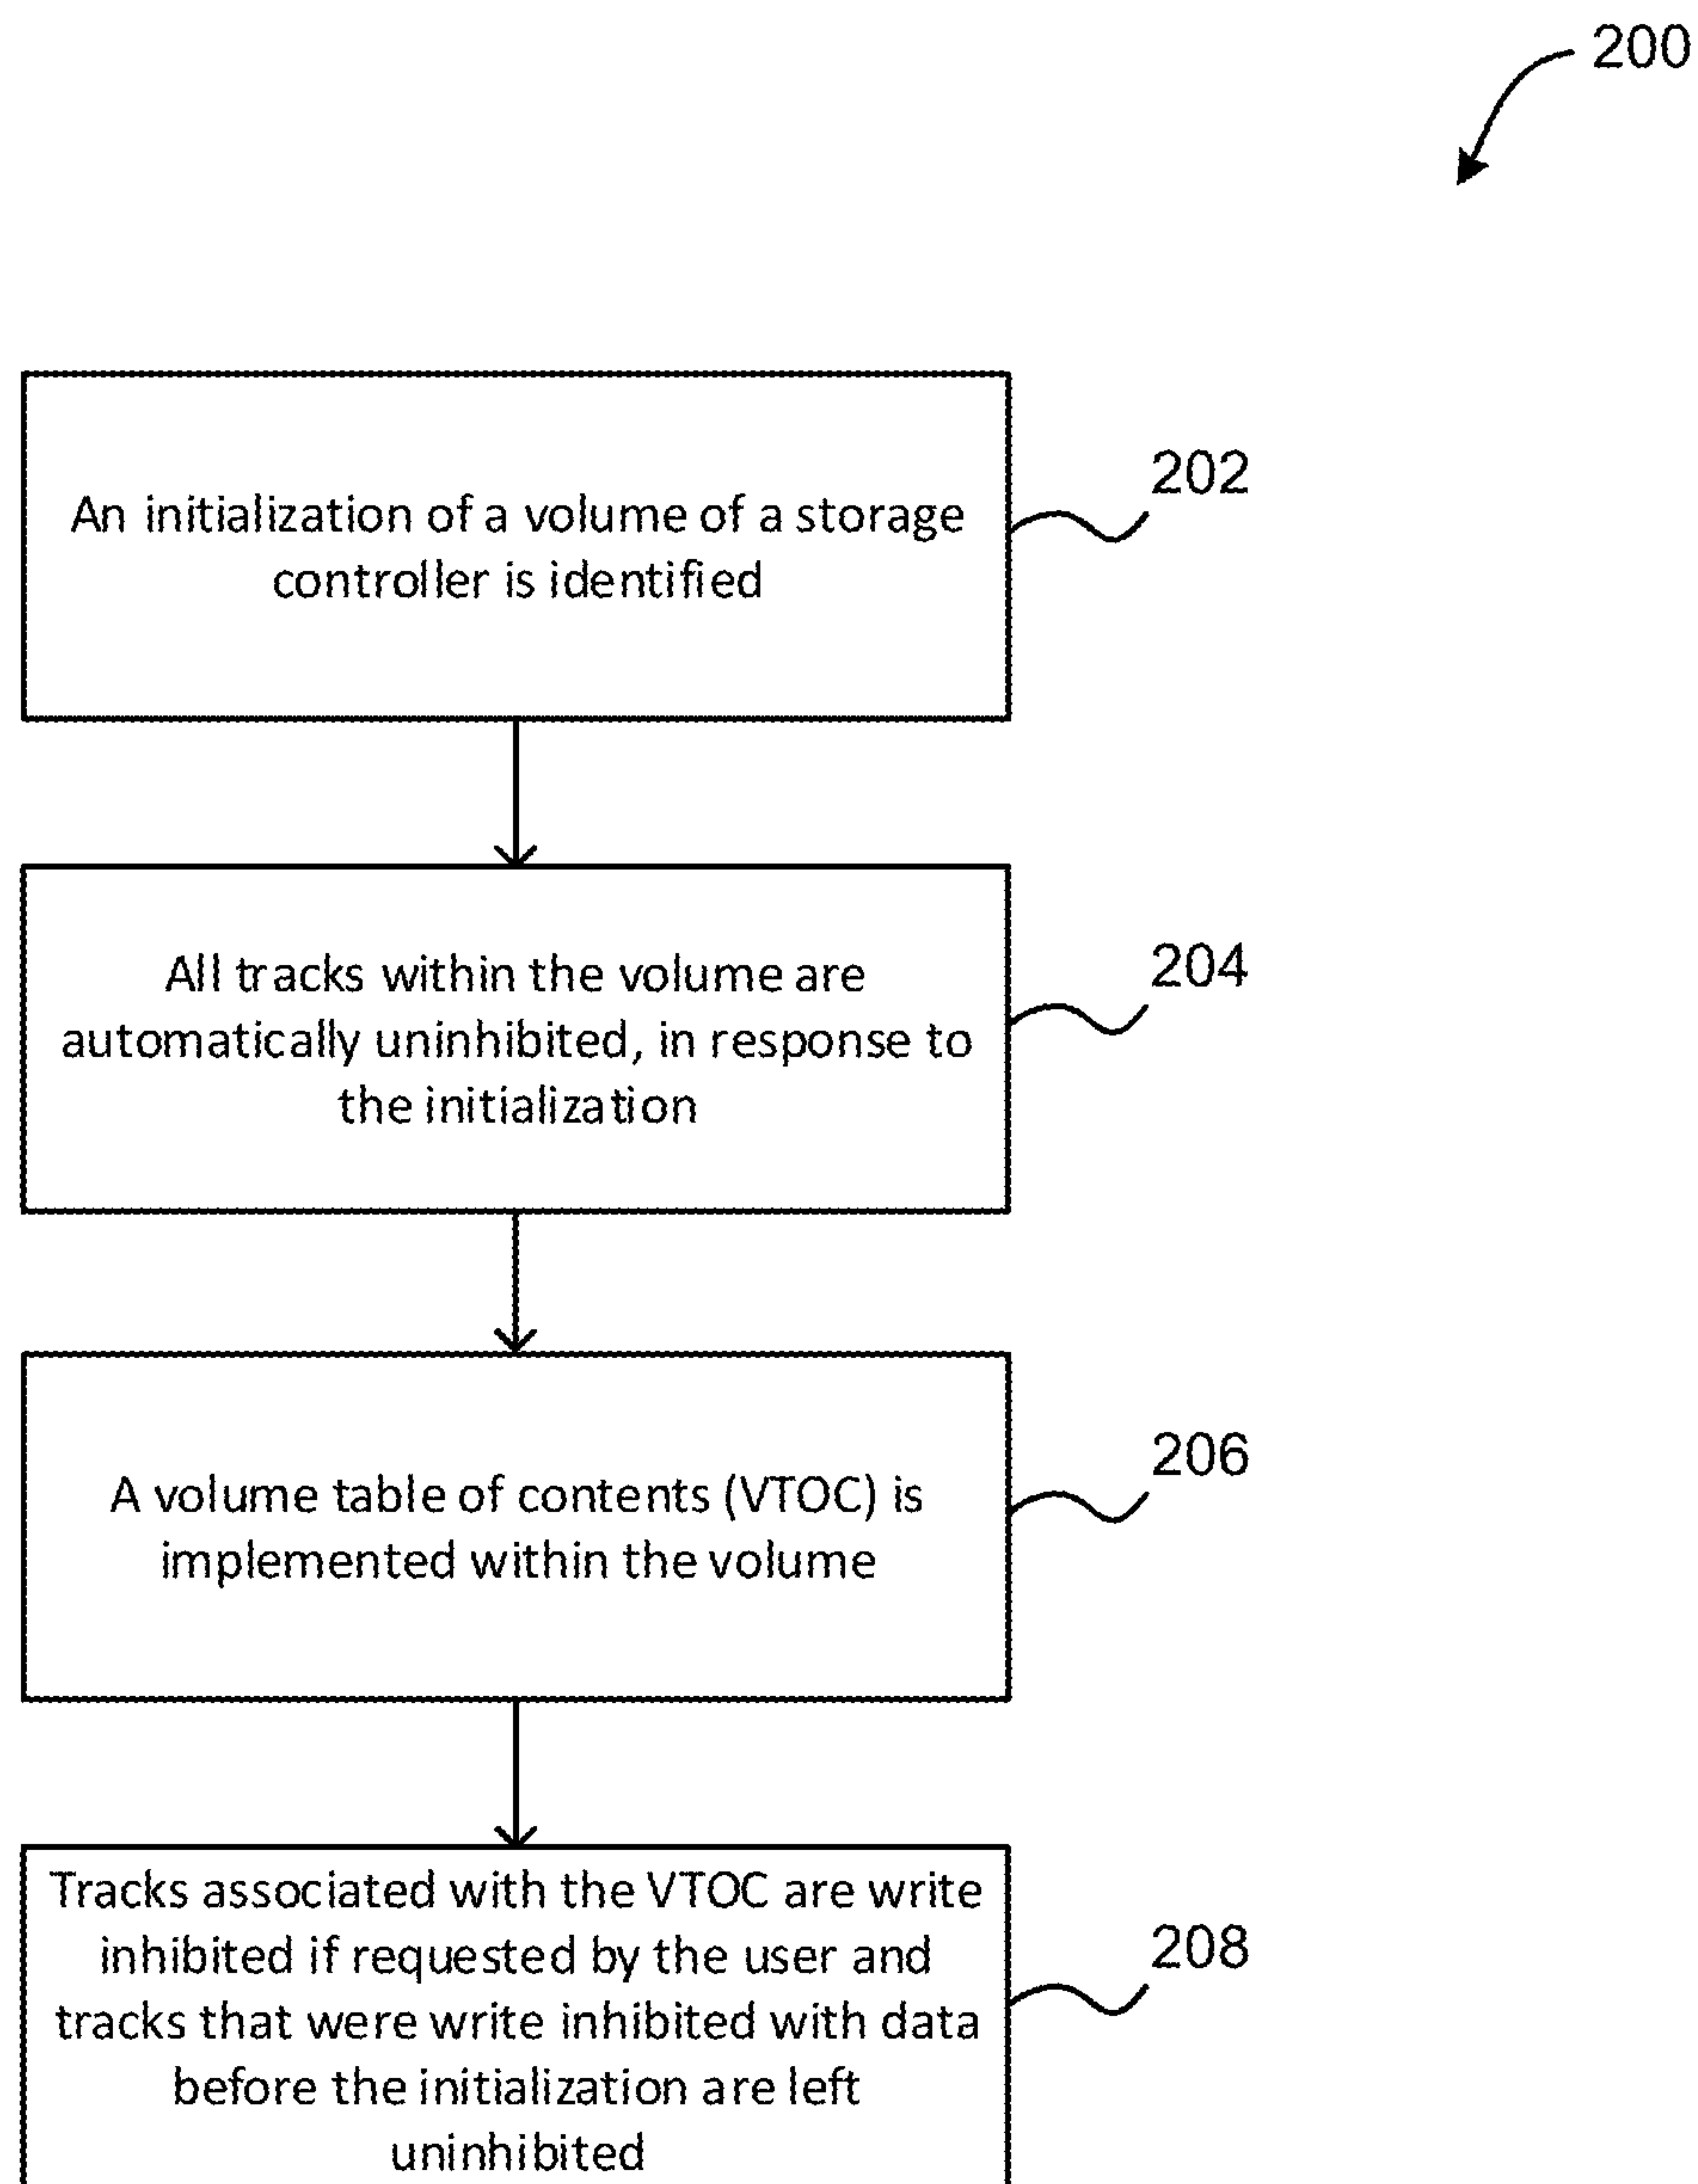 200
An initialization of a volume of a storage
controller is identified
202
All tracks within the volume are
automatically uninhibited, in response to
the initialization
204
A volume table of contents (VTOC) is
implemented within the volume
206
Tracks associated with the VTOC are write
inhibited if requested by the user and
tracks that were write inhibited with data
before the initialization are left
uninhibited
208